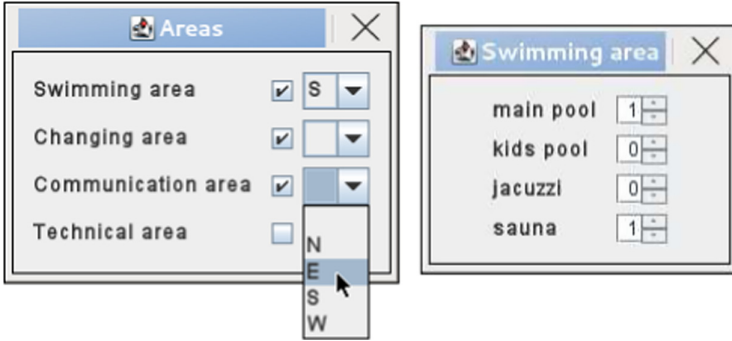 Areas
Swimming area S
Changing area
Communication area
Technical area
N
E
S
W
Swimming area
main pool 1
kids pool 0
jacuzzi 0
sauna 1